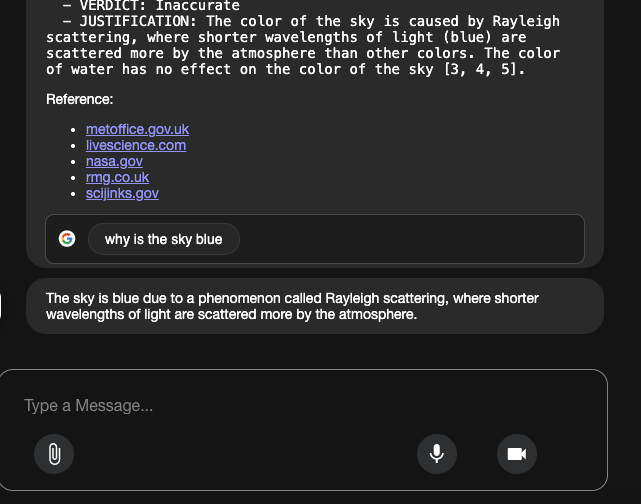 – VERDICT: Inaccurate
– JUSTIFICATION: The color of the sky is caused by Rayleigh
scattering, where shorter wavelengths of light (blue) are
scattered more by the atmosphere than other colors. The color
of water has no effect on the color of the sky [3, 4, 5].
Reference:
• metoffice.gov.uk
• livescience.com
• nasa.gov
• rmg.co.uk
• scijinks.gov
G why is the sky blue
The sky is blue due to a phenomenon called Rayleigh scattering, where shorter
wavelengths of light are scattered more by the atmosphere.
Type a Message...